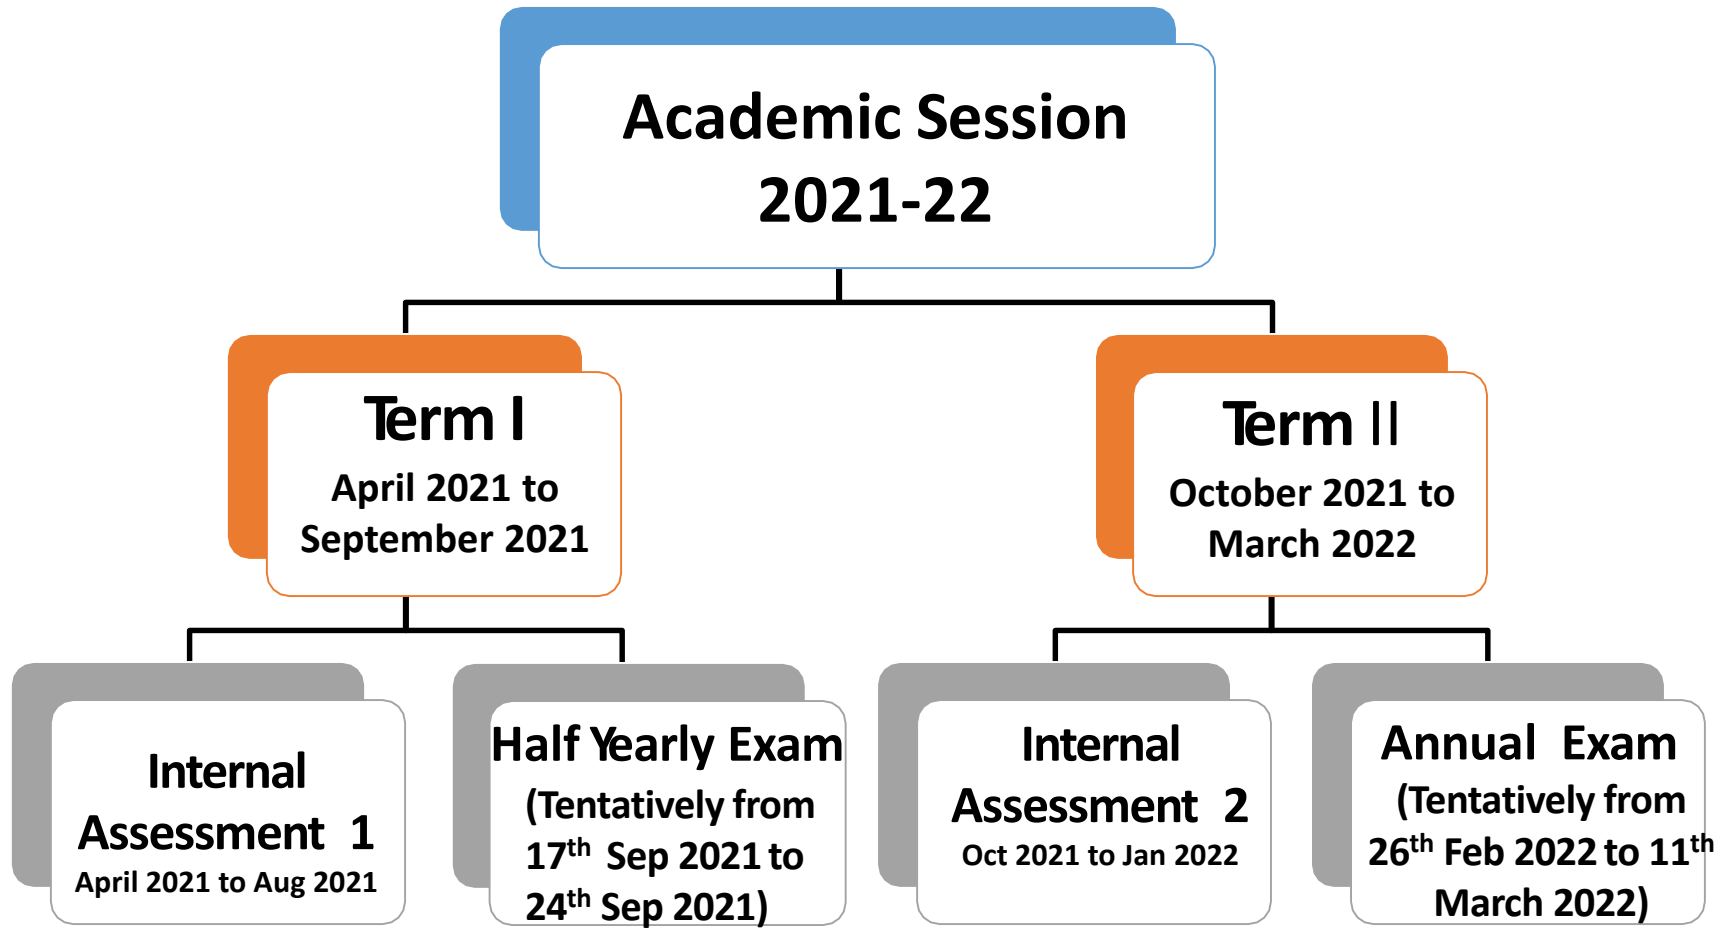 Academic Session
2021-22
Term I
April 2021 to
September 2021
Term II
October 2021 to
March 2022
Internal
Assessment 1
April 2021 to Aug 2021
Half Yearly Exam
(Tentatively from
17th Sep 2021 to
24th Sep 2021)
Internal
Assessment 2
Oct 2021 to Jan 2022
Annual Exam
(Tentatively from
26th Feb 2022 to 11th
March 2022)